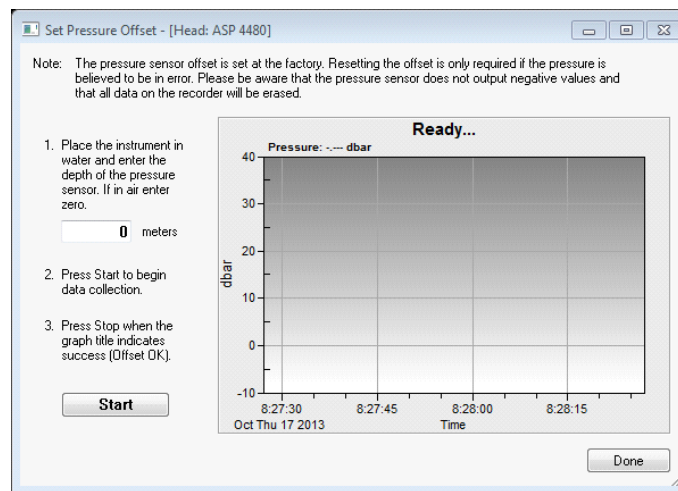 Set Pressure Offset - [Head: ASP 4480]
Note: The pressure sensor offset is set at the factory. Resetting the offset is only required if the pressure is
believed to be in error. Please be aware that the pressure sensor does not output negative values and
that all data on the recorder will be erased.
1. Place the instrument in
water and enter the
depth of the pressure
sensor. If in air enter
zero.
0 meters
2. Press Start to begin
data collection.
3. Press Stop when the
graph title indicates
success (Offset OK).
Start
Ready...
Pressure: -.--- dbar
40
30
20
10
0
-10
dbar
8:27:30 8:27:45 8:28:00 8:28:15
Oct Thu 17 2013 Time
Done